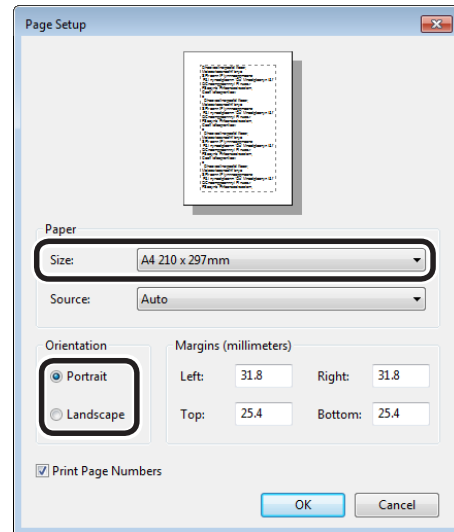 Page Setup
Paper
Size: A4 210 x 297mm
Source: Auto
Orientation
Portrait
Landscape
Margins (millimeters)
Left: 31.8 Right: 31.8
Top: 25.4 Bottom: 25.4
Print Page Numbers
OK Cancel